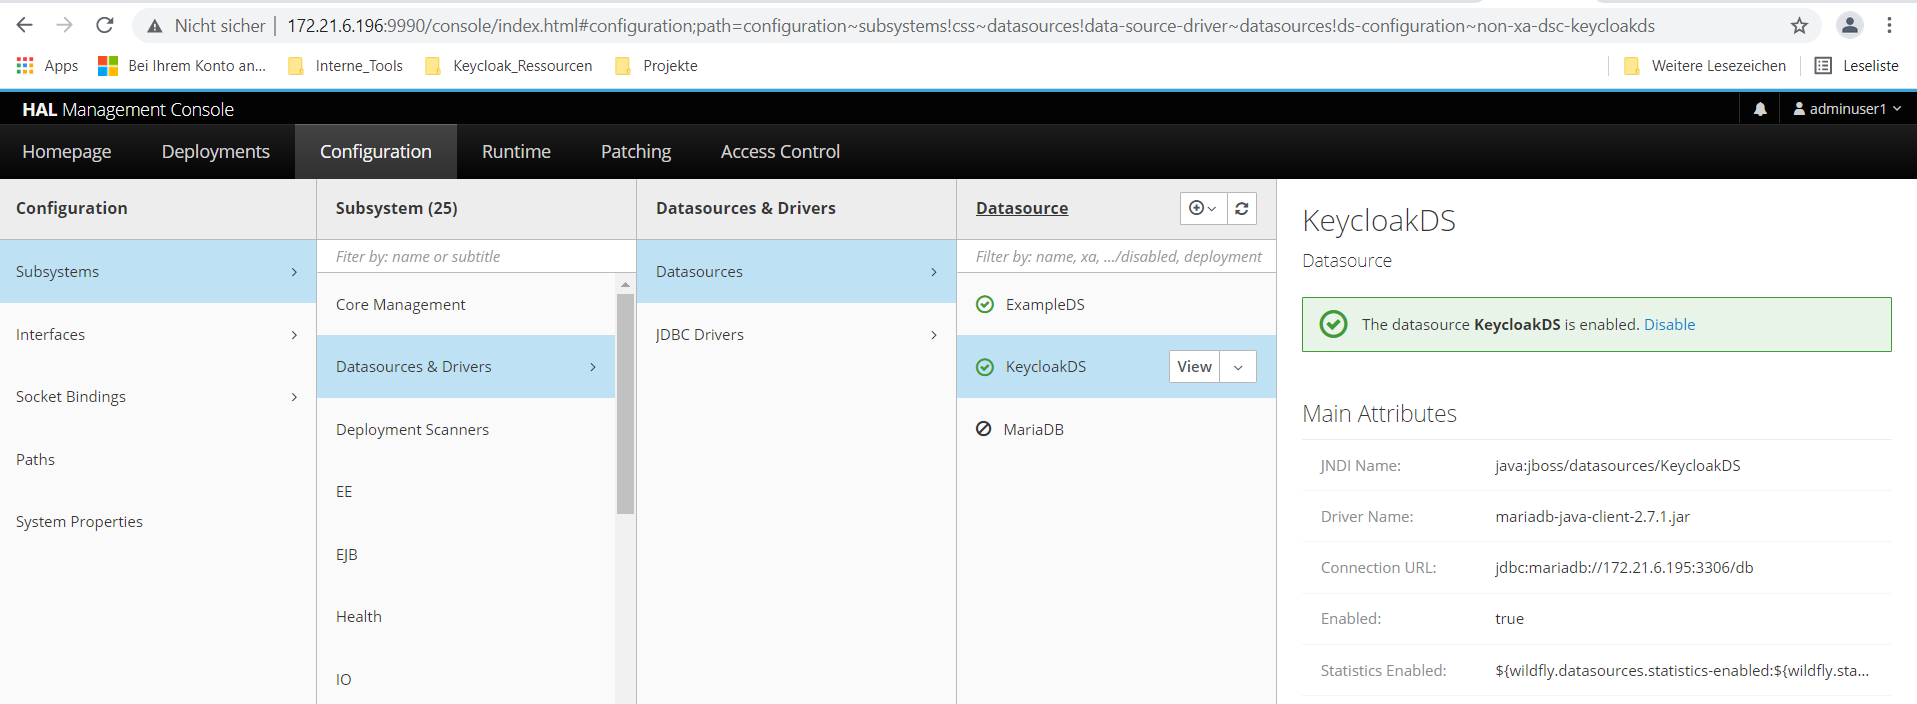 Nicht sicher | 172.21.6.196:9990/console/index.html#configuration;path=configuration~subsystems!css~datasources!data-source-driver~datasources!ds-configuration~non-xa-dsc-keycloakds
Apps Bei Ihrem Konto an... Interne_Tools Keycloak_Ressourcen Projekte Weitere Lesezeichen Leseliste
HAL Management Console adminuser1
Homepage Deployments Configuration Runtime Patching Access Control
Configuration
Subsystems
Interfaces
Socket Bindings
Paths
System Properties
Subsystem (25)
Fiter by: name or subtitle
Core Management
Datasources & Drivers
Deployment Scanners
EE
EJB
Health
IO
Datasources & Drivers
Datasources
JDBC Drivers
Datasource
Filter by: name, xa, .../disabled, deployment
ExampleDS
KeycloakDS View
MariaDB
KeycloakDS
Datasource
The datasource KeycloakDS is enabled. Disable
Main Attributes
JNDI Name: java:jboss/datasources/KeycloakDS
Driver Name: mariadb-java-client-2.7.1.jar
Connection URL: jdbc:mariadb://172.21.6.195:3306/db
Enabled: true
Statistics Enabled: ${wildfly.datasources.statistics-enabled:${wildfly.sta...